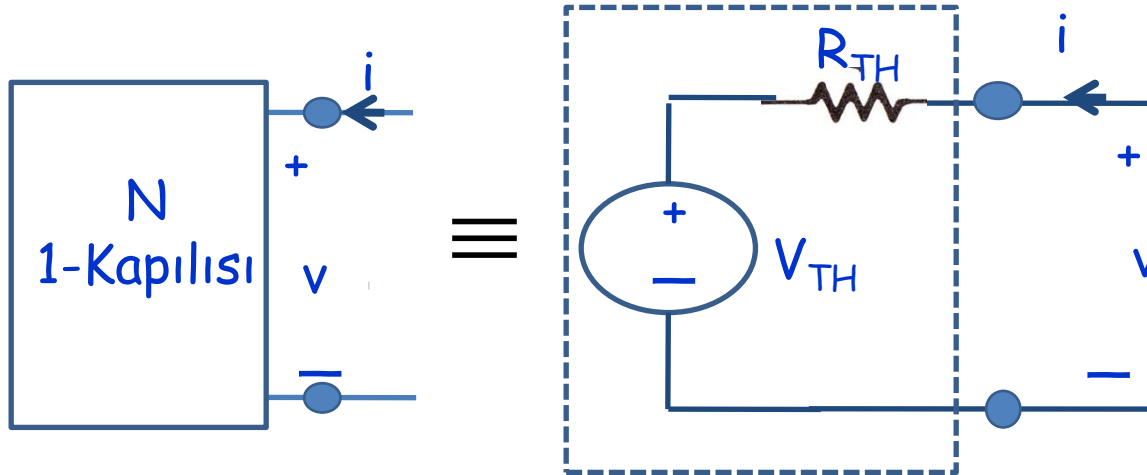 i
+
N
1-Kapılısı
v
—
≡
R_TH
i
+
+
—
V_TH
v
—